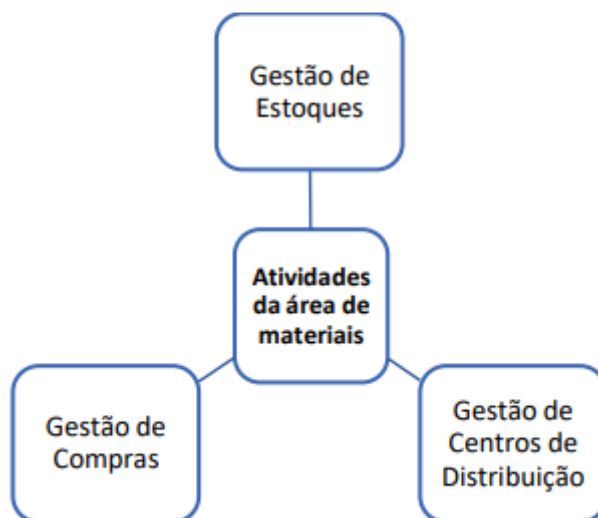 Gestão de
Estoques
Atividades
da área de
materiais
Gestão de
Compras
Gestão de
Centros de
Distribuição